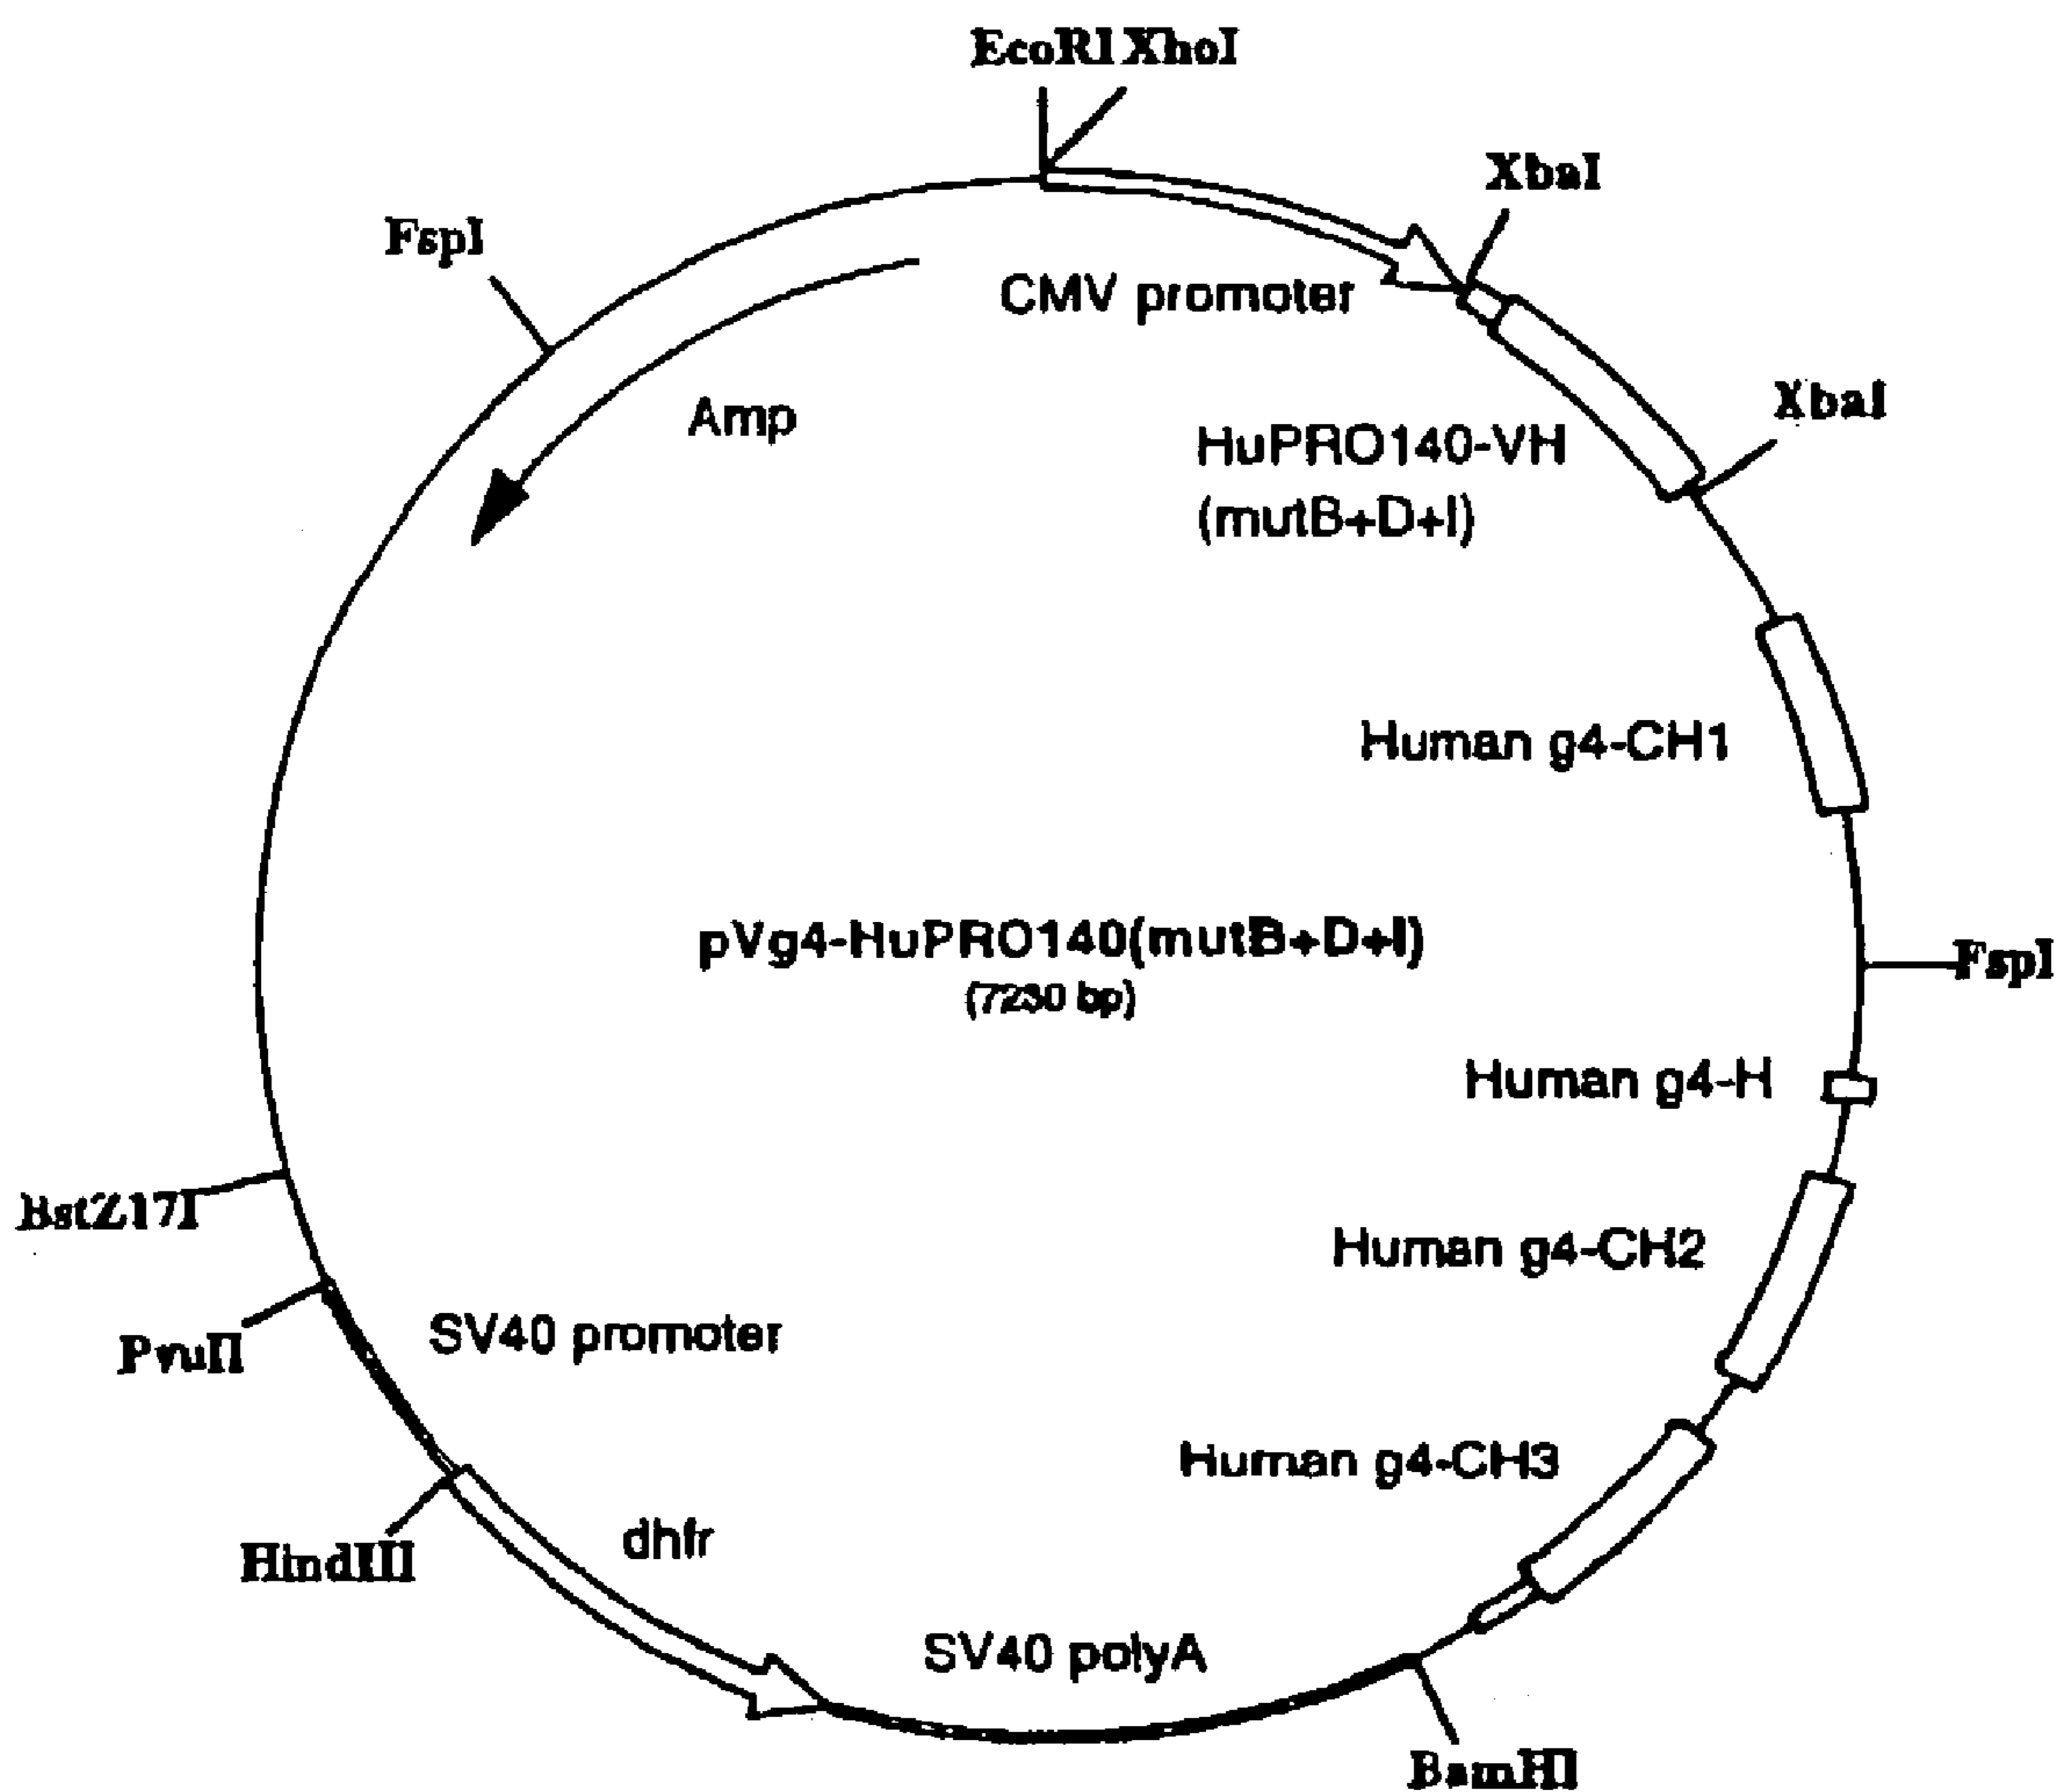 EcoRI XhoI
XbaI
FspI
CMV promoter
XbaI
Amp
HuPRO140-VH
(mutB+D+I)
Human g4-CH1
pVg4-HuPRO140(mutB+D+I)
(7230 bp)
FspI
Human g4-H
BstZ17I
Human g4-CH2
SV40 promoter
PvuII
Human g4-CH3
dhfr
HindIII
SV40 polyA
BamHI